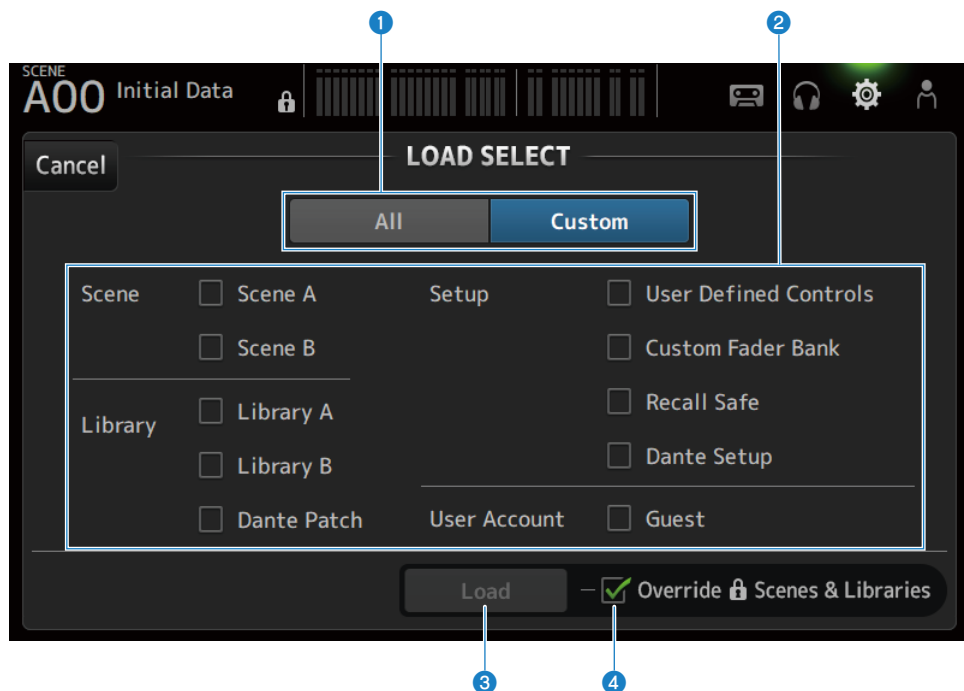 1
2
SCENE
A00 Initial Data
Cancel
LOAD SELECT
All
Custom
Scene
Scene A
Scene B
Library
Library A
Library B
Dante Patch
Setup
User Defined Controls
Custom Fader Bank
Recall Safe
Dante Setup
User Account
Guest
Load
Override Scenes & Libraries
3
4